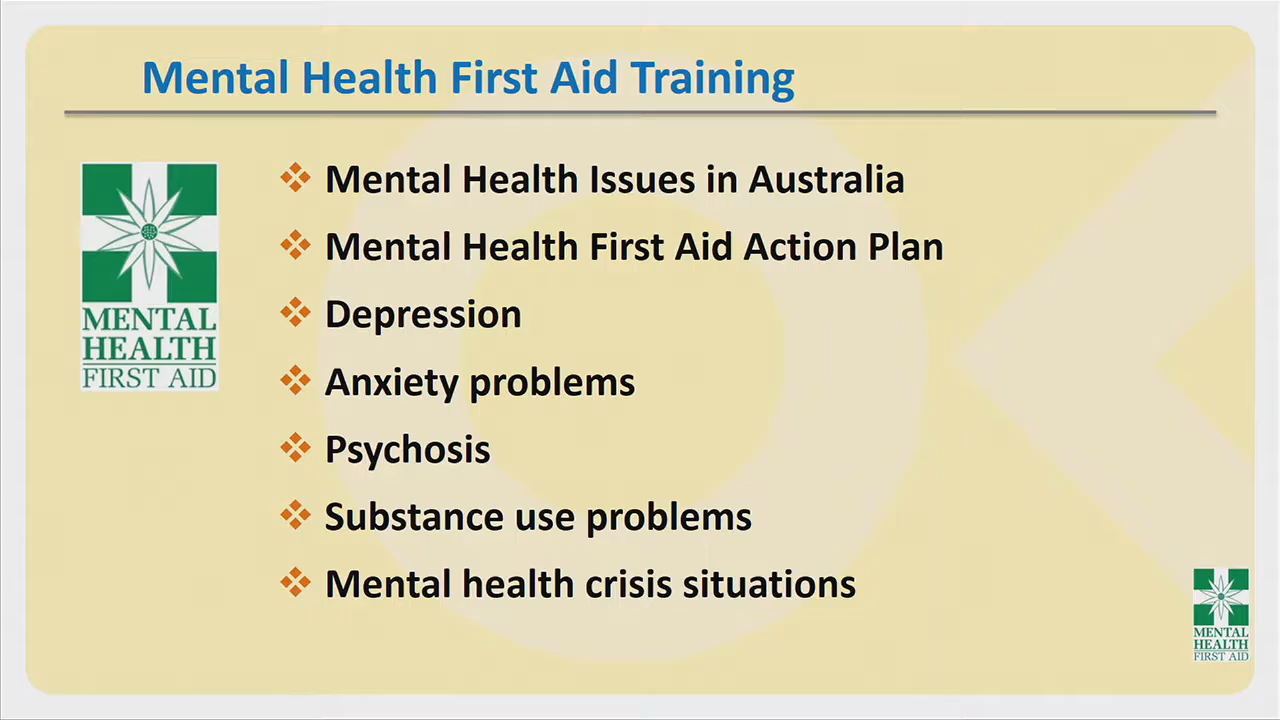 Mental Health First Aid Training
MENTAL
HEALTH
FIRST AID
Mental Health Issues in Australia
Mental Health First Aid Action Plan
Depression
Anxiety problems
Psychosis
Substance use problems
Mental health crisis situations
MENTAL
HEALTH
FIRST AID